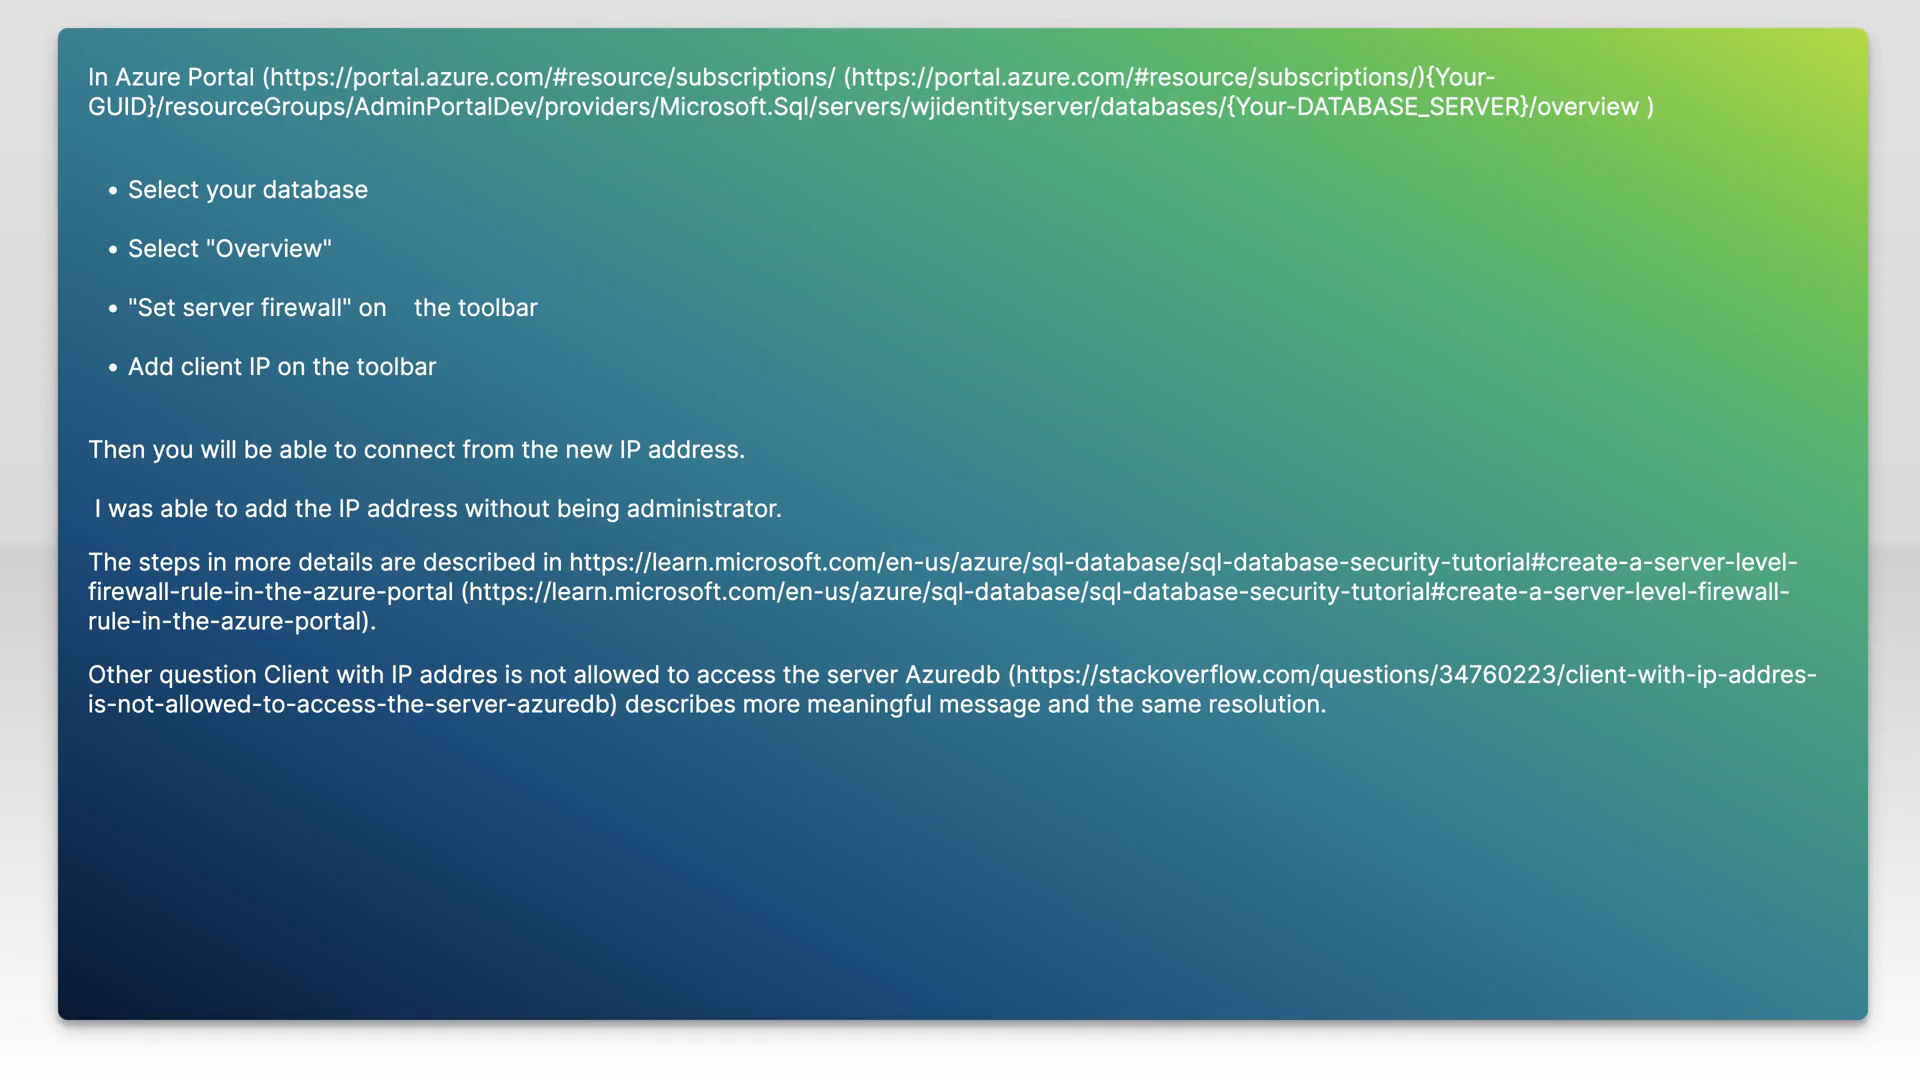 In Azure Portal (https://portal.azure.com/#resource/subscriptions/ (https://portal.azure.com/#resource/subscriptions/){Your-
GUID}/resourceGroups/AdminPortalDev/providers/Microsoft.Sql/servers/wjidentityserver/databases/{Your-DATABASE_SERVER}/overview )
• Select your database
• Select "Overview"
• "Set server firewall" on    the toolbar
• Add client IP on the toolbar
Then you will be able to connect from the new IP address.
I was able to add the IP address without being administrator.
The steps in more details are described in https://learn.microsoft.com/en-us/azure/sql-database/sql-database-security-tutorial#create-a-server-level-
firewall-rule-in-the-azure-portal (https://learn.microsoft.com/en-us/azure/sql-database/sql-database-security-tutorial#create-a-server-level-firewall-
rule-in-the-azure-portal).
Other question Client with IP addres is not allowed to access the server Azuredb (https://stackoverflow.com/questions/34760223/client-with-ip-addres-
is-not-allowed-to-access-the-server-azuredb) describes more meaningful message and the same resolution.